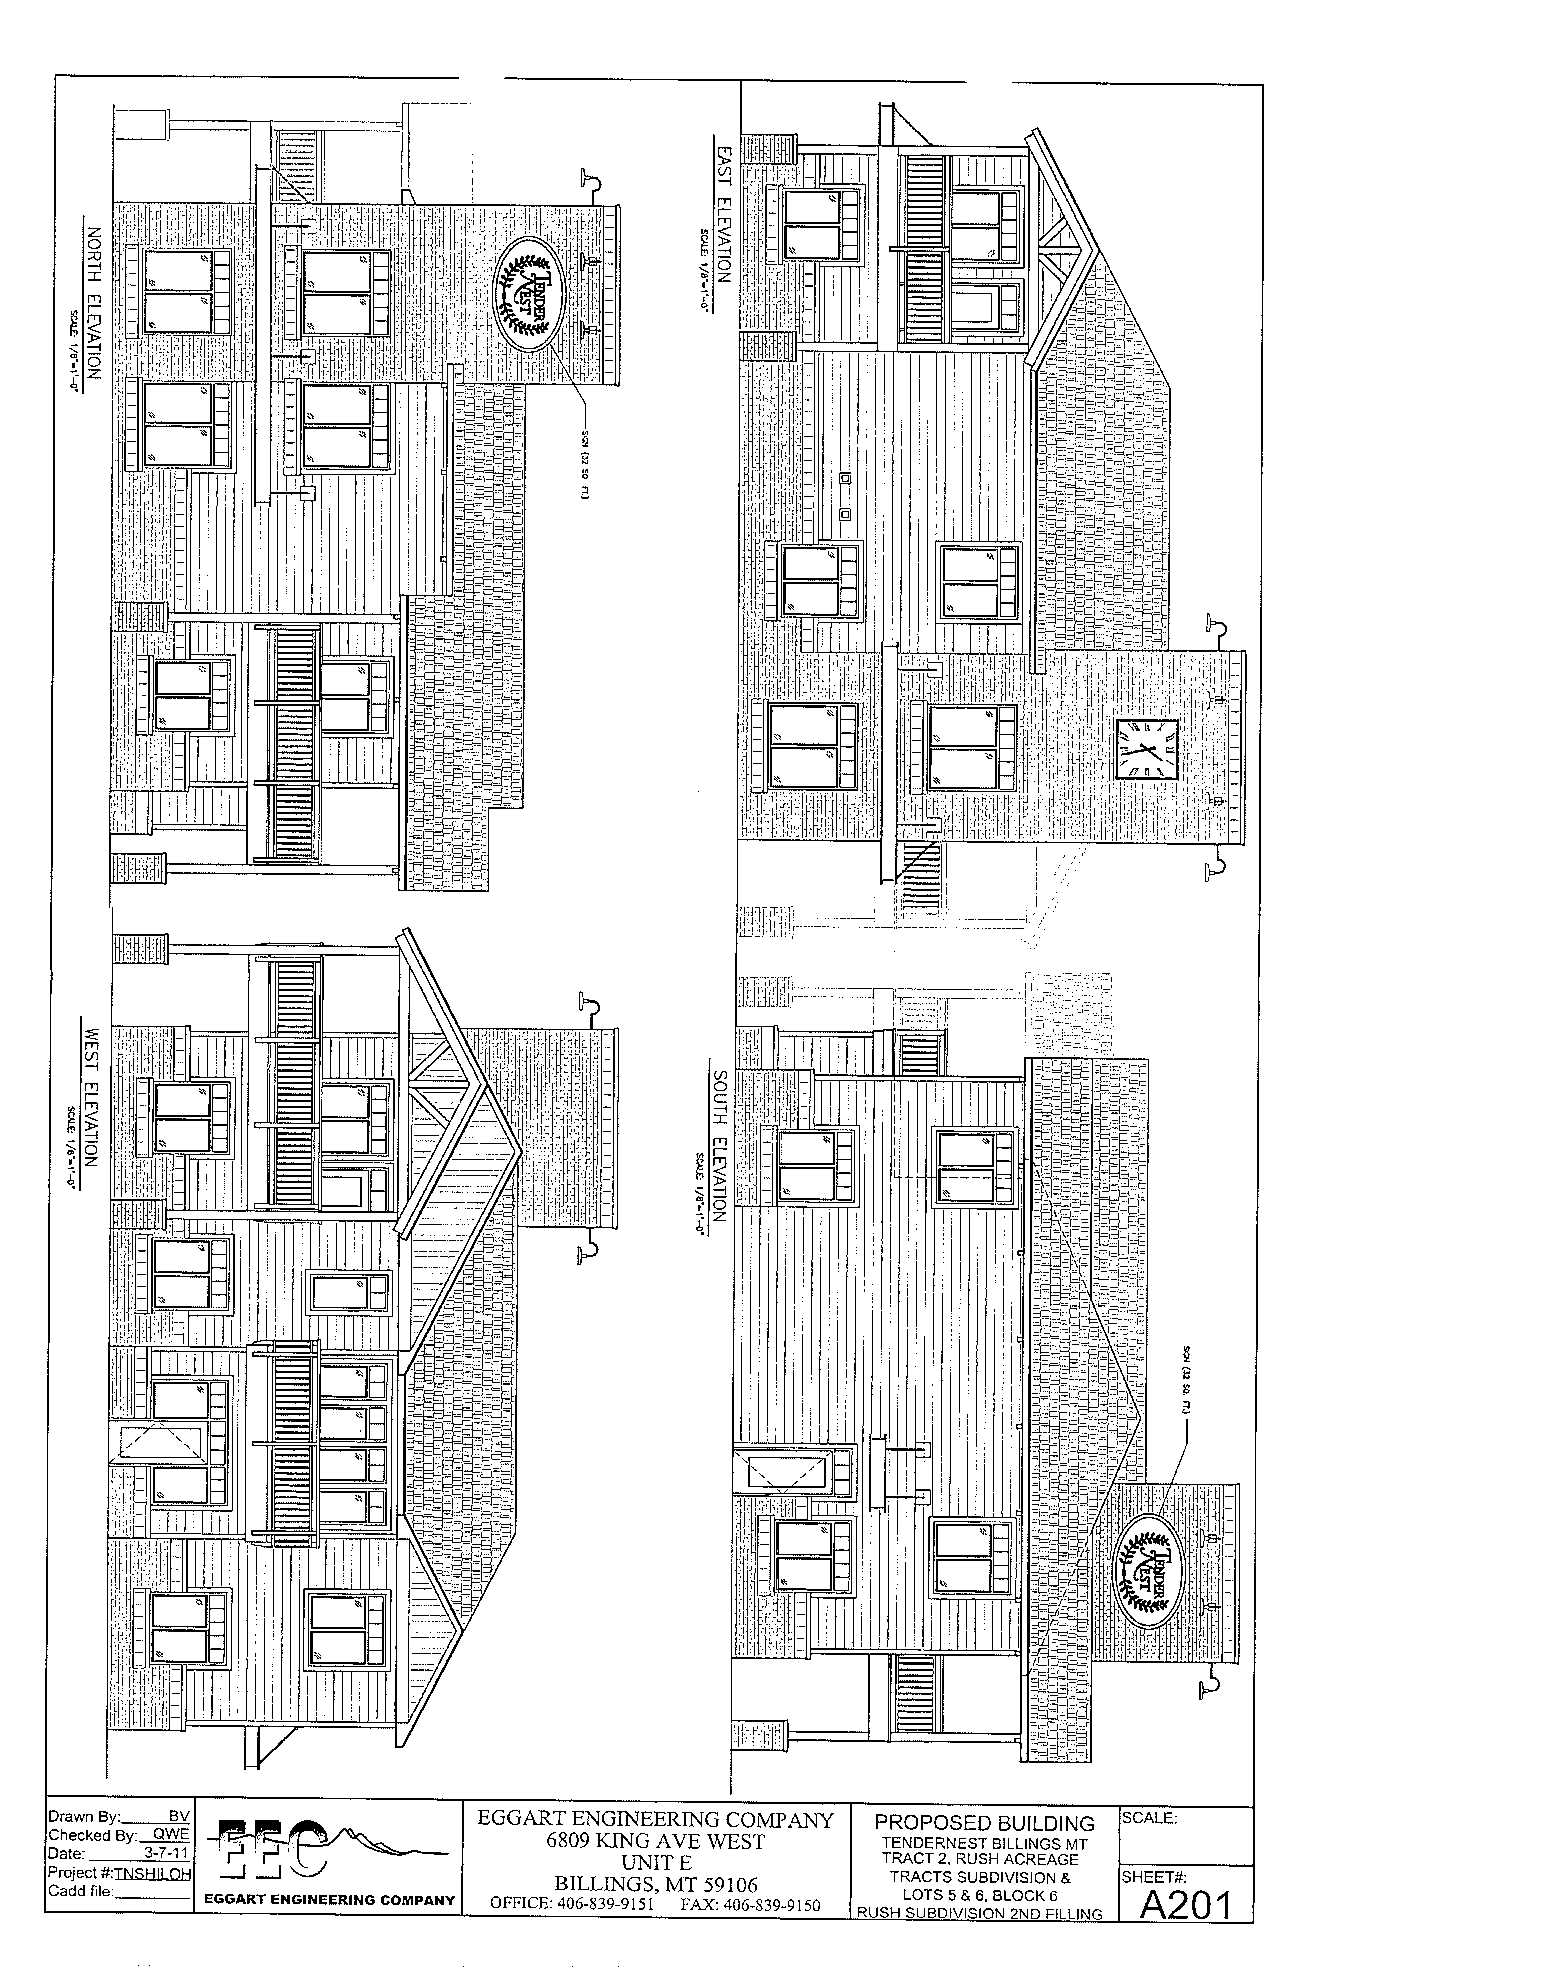 EAST ELEVATION
SCALE: 1/8"=1'-0"
TENDER
NEST
SIGN (32 SQ FT.)
NORTH ELEVATION
SCALE: 1/8"=1'-0"
SOUTH ELEVATION
SCALE: 1/8"=1'-0"
SIGN (32 SQ. FT.)
TENDER
NEST
WEST ELEVATION
SCALE: 1/8"=1'-0"
Drawn By: BV
Checked By: QWE
Date: 3-7-11
Project #:TNSHILOH
Cadd file:
EEC
EGGART ENGINEERING COMPANY
EGGART ENGINEERING COMPANY
6809 KING AVE WEST
UNIT E
BILLINGS, MT 59106
OFFICE: 406-839-9151 FAX: 406-839-9150
PROPOSED BUILDING
TENDERNEST BILLINGS MT
TRACT 2, RUSH ACREAGE
TRACTS SUBDIVISION &
LOTS 5 & 6, BLOCK 6
RUSH SUBDIVISION 2ND FILLING
SCALE:
SHEET#:
A201